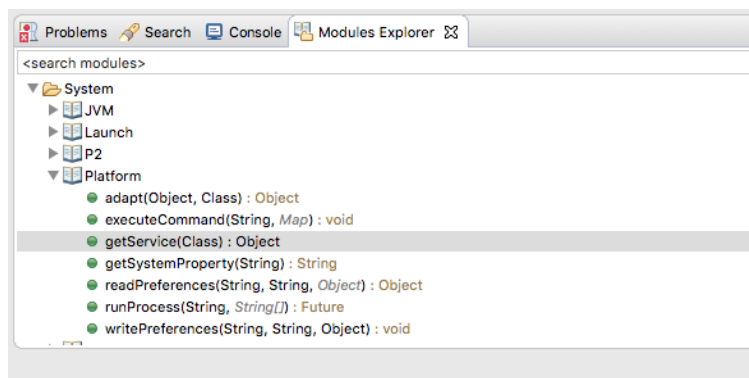 Problems Search Console Modules Explorer
<search modules>
System
JVM
Launch
P2
Platform
adapt(Object, Class) : Object
executeCommand(String, Map) : void
getService(Class) : Object
getSystemProperty(String) : String
readPreferences(String, String, Object) : Object
runProcess(String, String[]) : Future
writePreferences(String, String, Object) : void